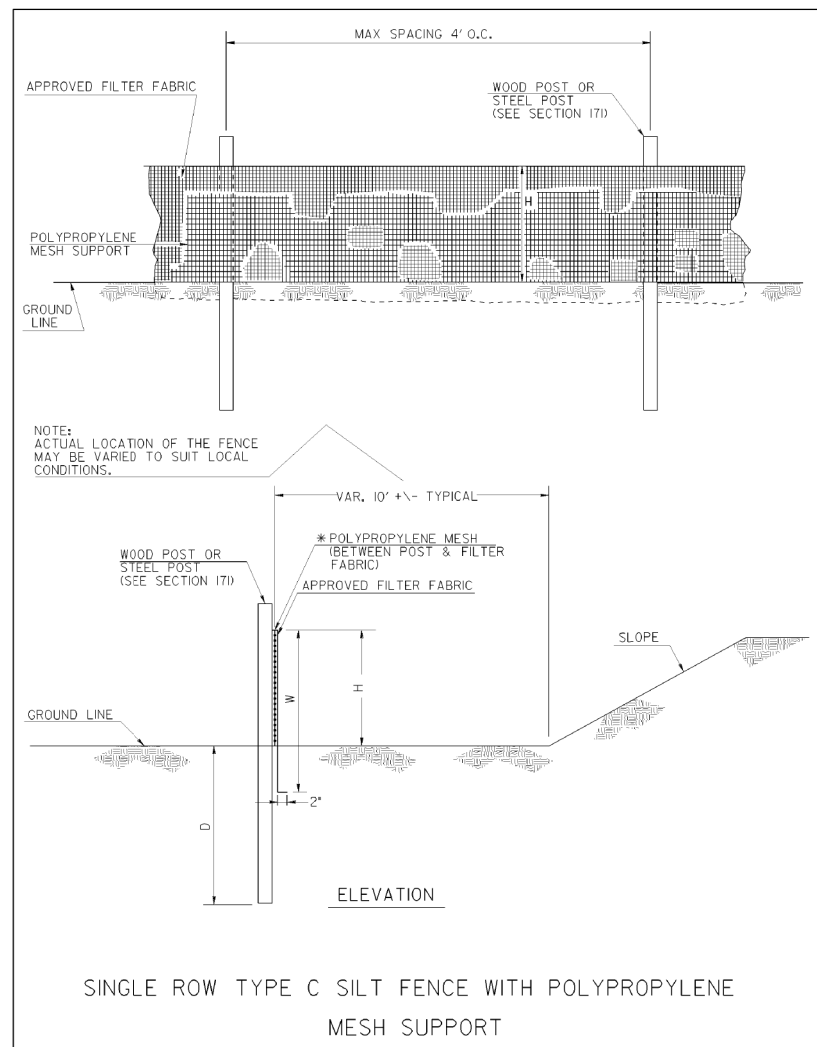 MAX SPACING 4' O.C.
APPROVED FILTER FABRIC
WOOD POST OR
STEEL POST
(SEE SECTION 171)
H
POLYPROPYLENE
MESH SUPPORT
GROUND
LINE
NOTE:
ACTUAL LOCATION OF THE FENCE
MAY BE VARIED TO SUIT LOCAL
CONDITIONS.
VAR. 10' +\- TYPICAL
*POLYPROPYLENE MESH
(BETWEEN POST & FILTER
FABRIC)
WOOD POST OR
STEEL POST
(SEE SECTION 171)
APPROVED FILTER FABRIC
SLOPE
W
H
GROUND LINE
2"
D
ELEVATION
SINGLE ROW TYPE C SILT FENCE WITH POLYPROPYLENE
MESH SUPPORT